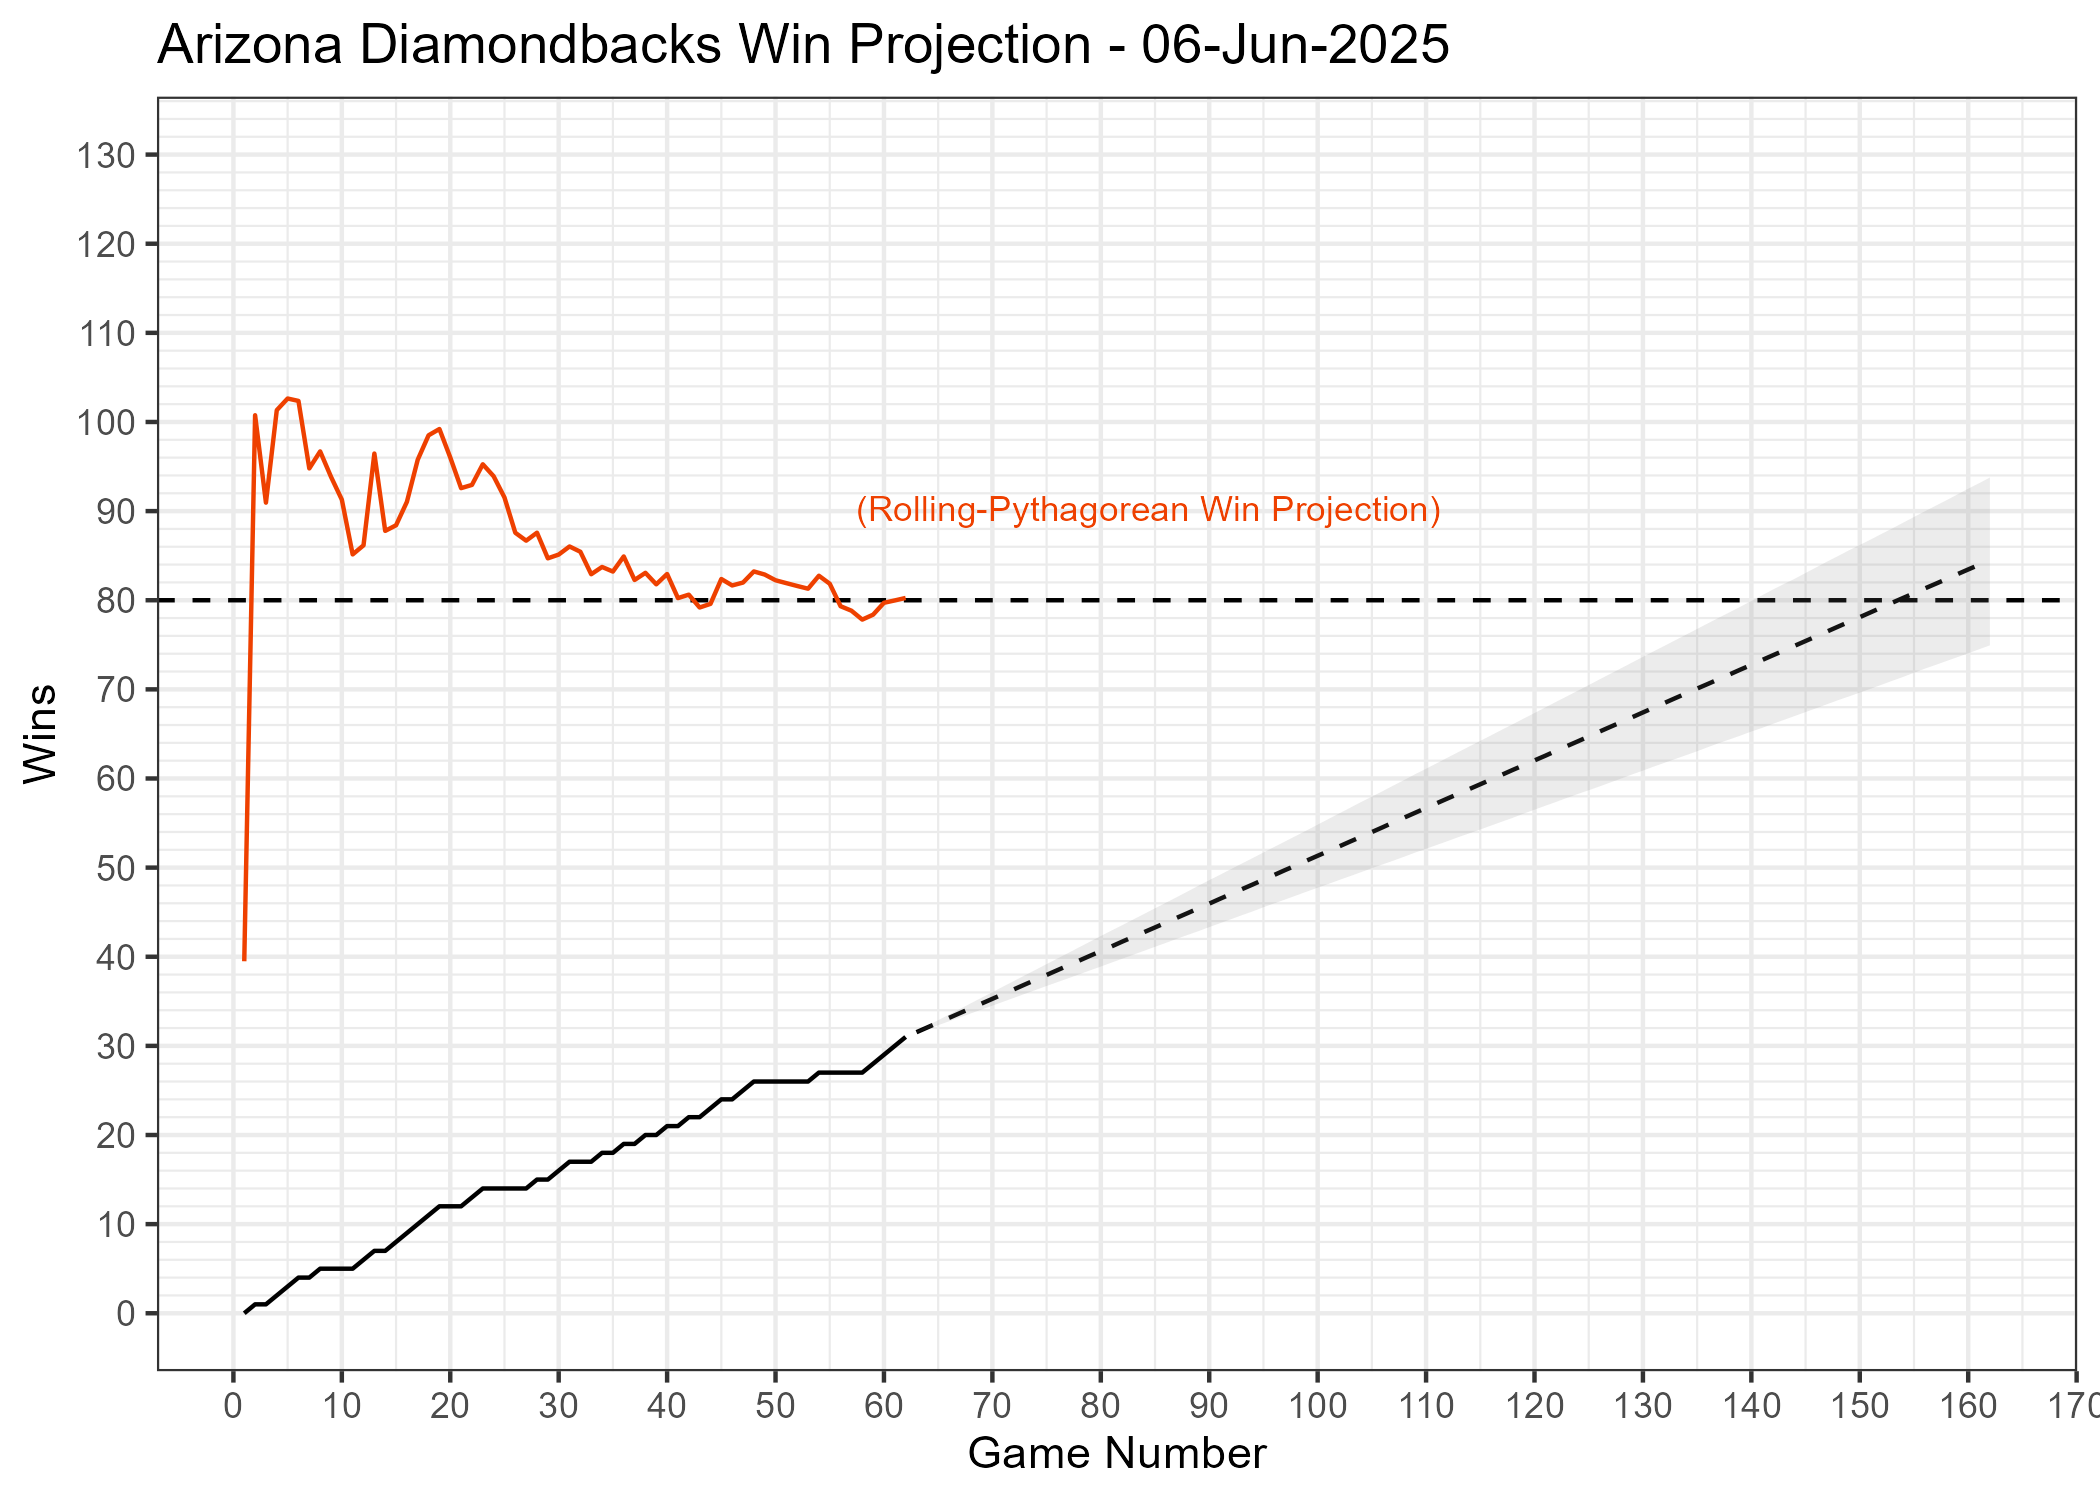 Arizona Diamondbacks Win Projection - 06-Jun-2025
130
120
110
100
90
80
70
60
50
40
30
20
10
0
Wins
(Rolling-Pythagorean Win Projection)
0 10 20 30 40 50 60 70 80 90 100 110 120 130 140 150 160 170
Game Number